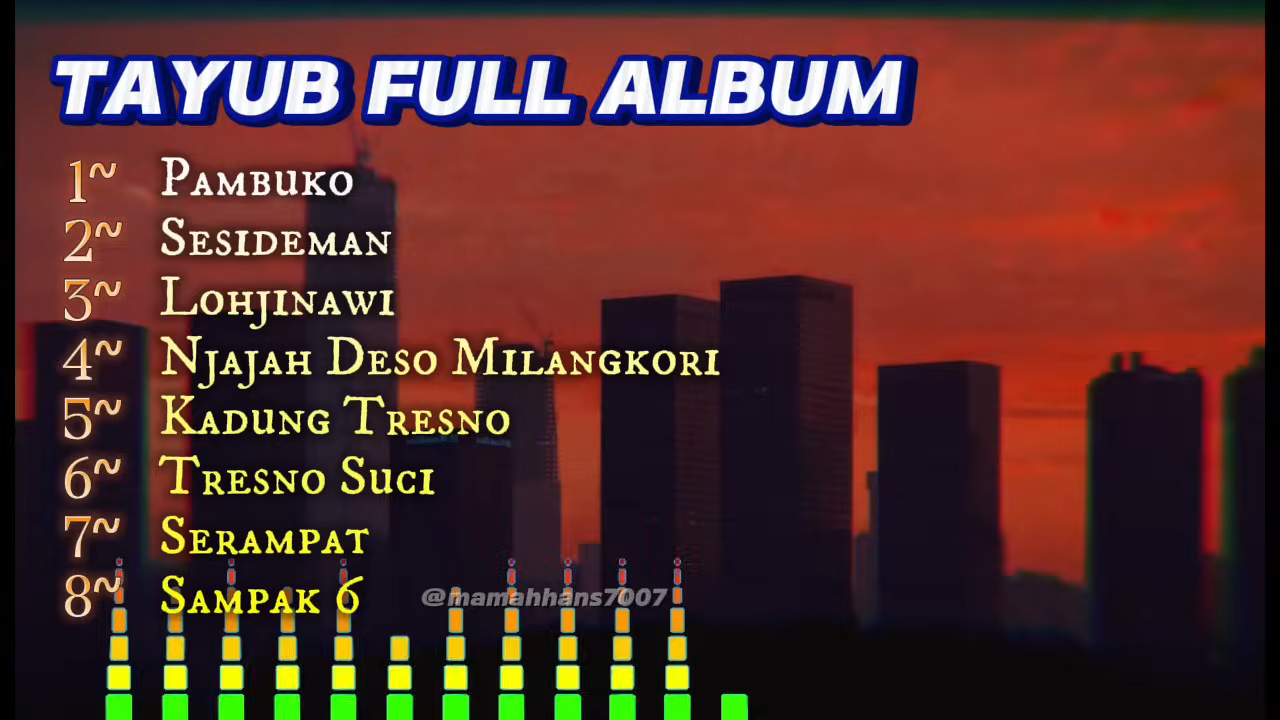 TAYUB FULL ALBUM
1~ Pambuko
2~ Sesideman
3~ Lohjinawi
4~ Njajah Deso Milangkori
5~ Kadung Tresno
6~ Tresno Suci
7~ Serampat
8~ Sampak 6
@mamahhans7007